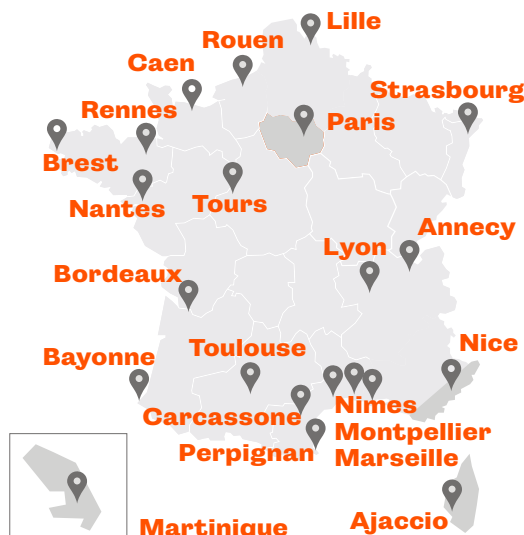 Lille
Rouen
Caen
Strasbourg
Rennes
Paris
Brest
Nantes
Tours
Annecy
Lyon
Bordeaux
Toulouse
Nice
Bayonne
Nimes
Carcassone
Montpellier
Perpignan
Marseille
Ajaccio
Martinique